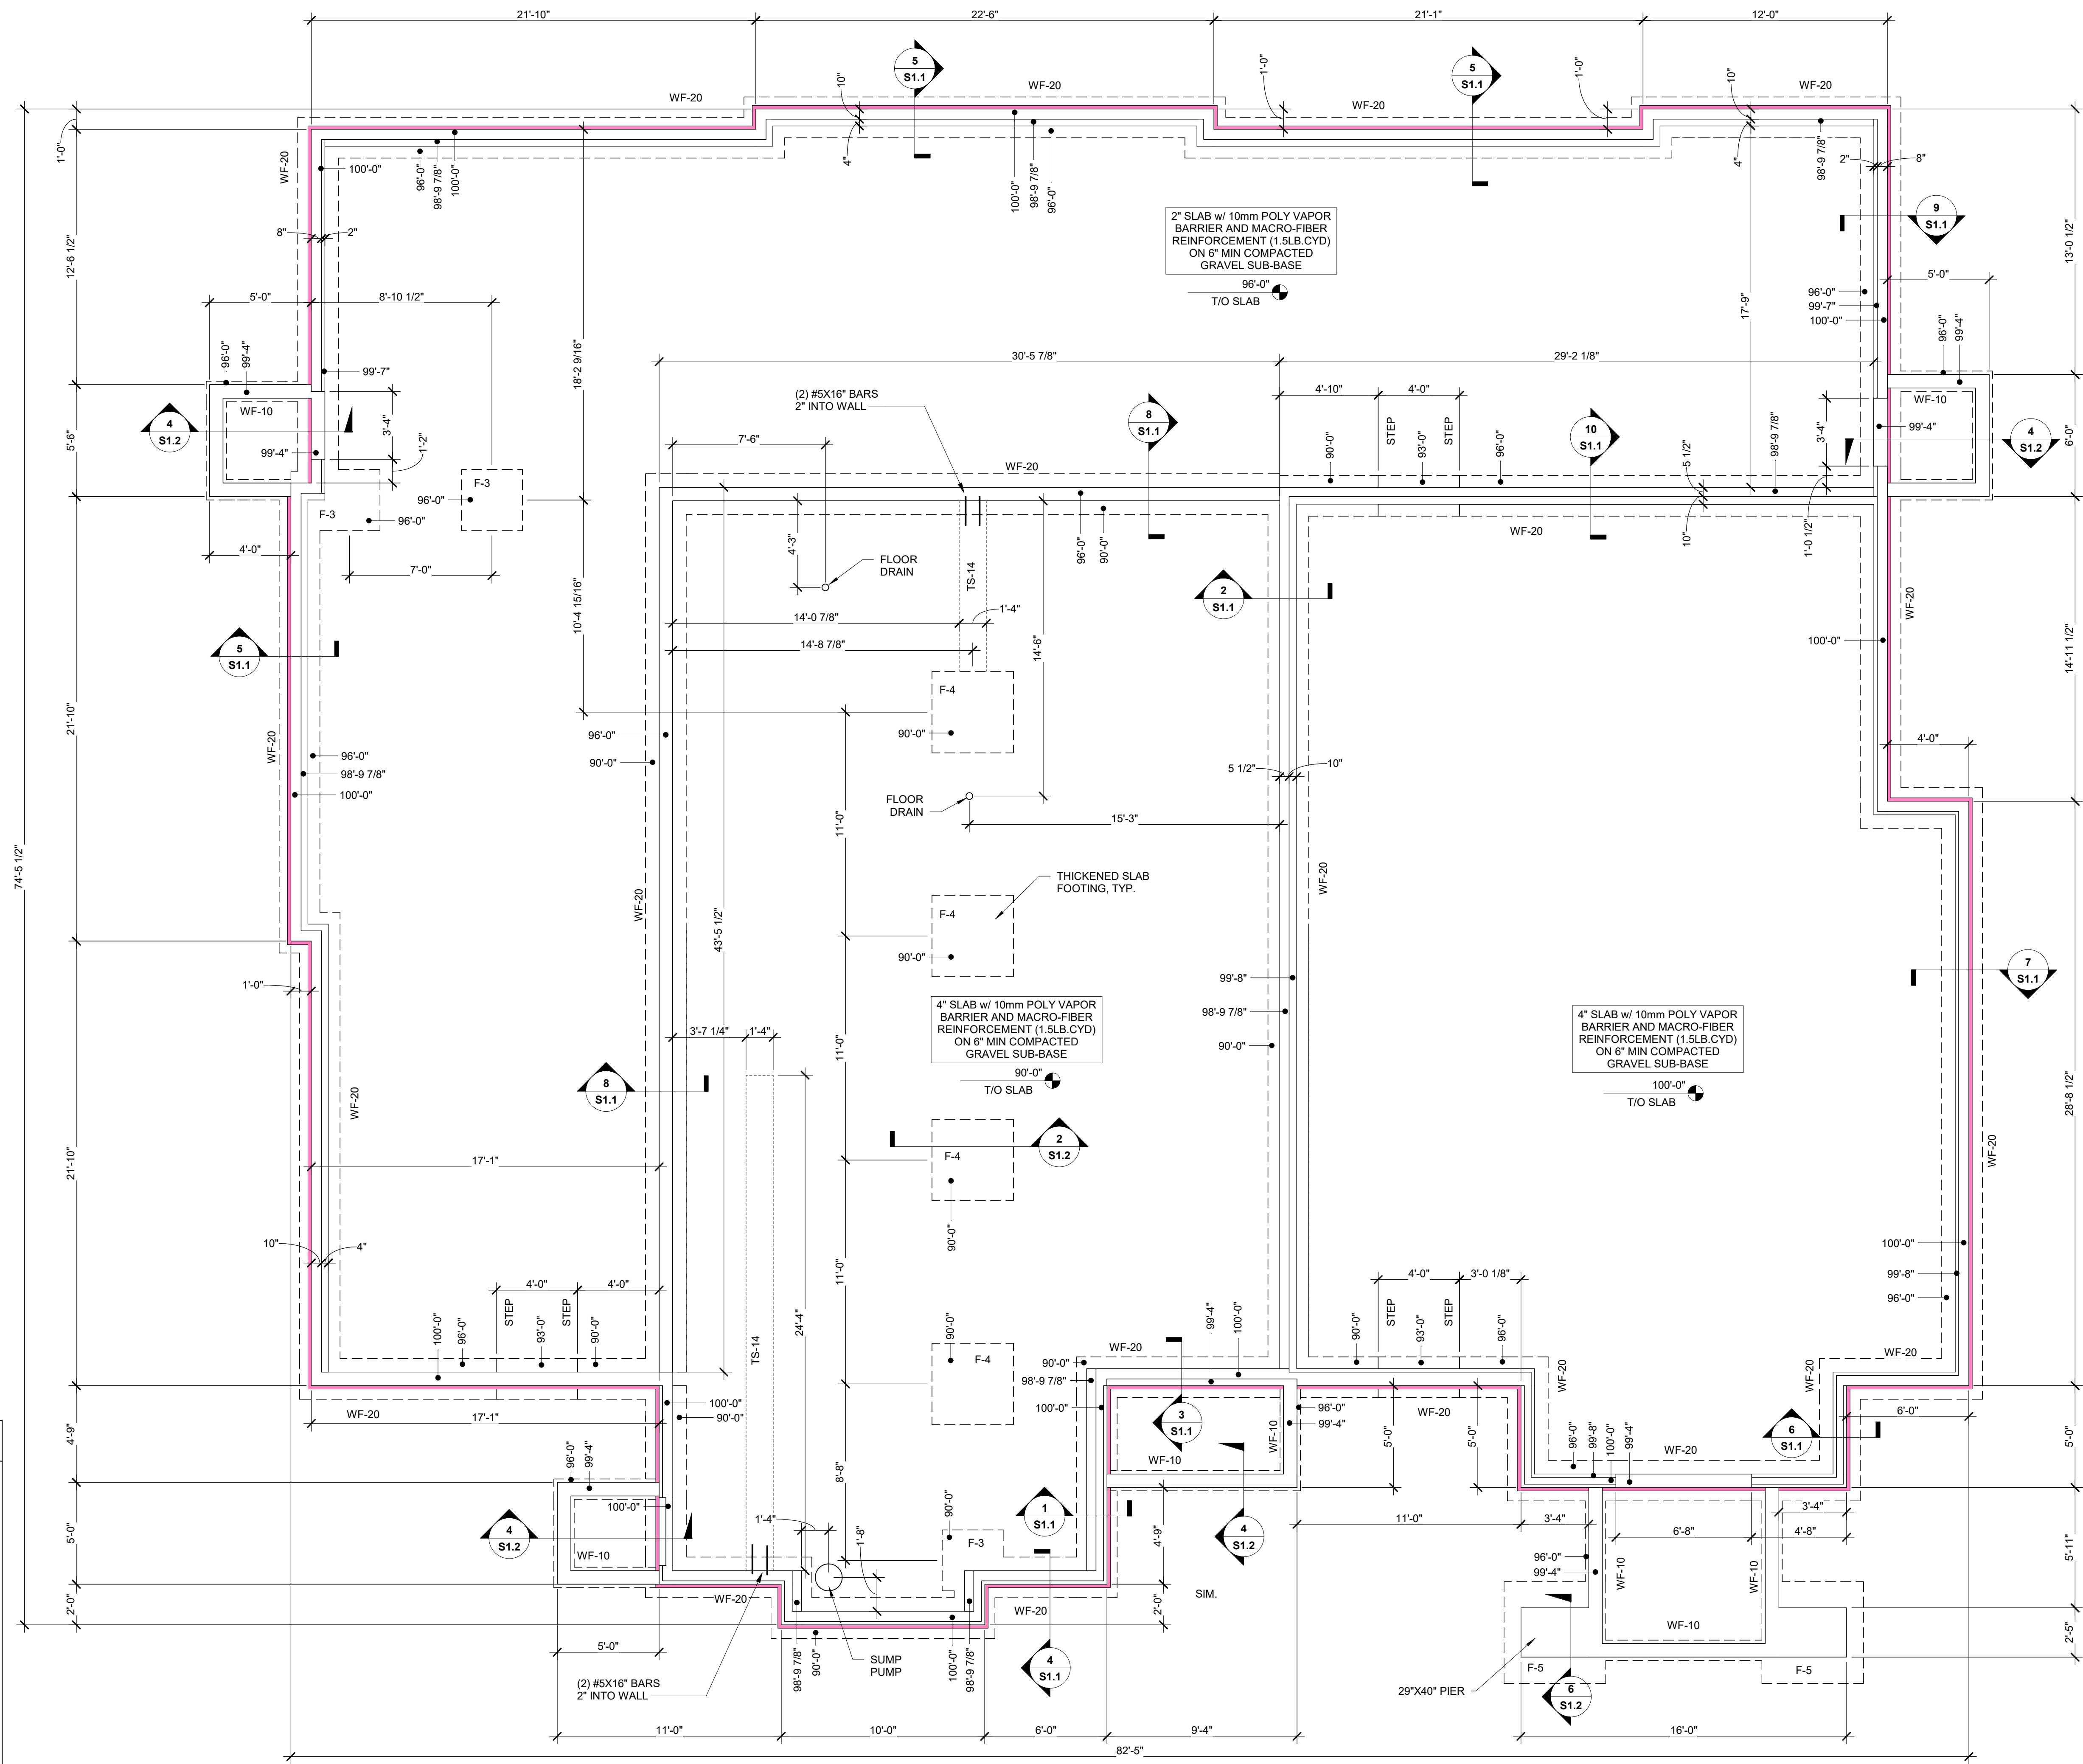 21'-10"
22'-6"
21'-1"
12'-0"
5
S1.1
5
S1.1
WF-20
WF-20
WF-20
WF-20
10"
4"
1'-0"
1'-0"
10"
4"
1'-0"
WF-20
100'-0"
96'-0"
98'-9 7/8"
100'-0"
100'-0"
98'-9 7/8"
96'-0"
98'-9 7/8"
2"
8"
9
S1.1
2" SLAB w/ 10mm POLY VAPOR
BARRIER AND MACRO-FIBER
REINFORCEMENT (1.5LB.CYD)
ON 6" MIN COMPACTED
GRAVEL SUB-BASE
96'-0"
T/O SLAB
12'-6 1/2"
8"
2"
13'-0 1/2"
5'-0"
8'-10 1/2"
18'-2 9/16"
17'-9"
5'-0"
96'-0"
99'-7"
100'-0"
96'-0"
99'-4"
96'-0"
99'-4"
99'-7"
30'-5 7/8"
29'-2 1/8"
(2) #5X16" BARS
2" INTO WALL
4'-10"
4'-0"
STEP
STEP
WF-10
4
S1.2
3'-4"
1'-2"
99'-4"
5'-6"
7'-6"
8
S1.1
10
S1.1
90'-0"
93'-0"
96'-0"
5 1/2"
98'-9 7/8"
3'-4"
99'-4"
WF-10
4
S1.2
6'-0"
WF-20
F-3
96'-0"
F-3
96'-0"
4'-0"
7'-0"
4'-3"
FLOOR
DRAIN
TS-14
96'-0"
90'-0"
WF-20
10"
1'-0 1/2"
10'-4 15/16"
14'-0 7/8"
1'-4"
14'-8 7/8"
14'-6"
2
S1.1
WF-20
100'-0"
14'-11 1/2"
5
S1.1
F-4
90'-0"
WF-20
21'-10"
96'-0"
98'-9 7/8"
100'-0"
96'-0"
90'-0"
5 1/2"
10"
4'-0"
FLOOR
DRAIN
15'-3"
11'-0"
74'-5 1/2"
THICKENED SLAB
FOOTING, TYP.
WF-20
WF-20
F-4
90'-0"
43'-5 1/2"
1'-0"
99'-8"
98'-9 7/8"
90'-0"
7
S1.1
4" SLAB w/ 10mm POLY VAPOR
BARRIER AND MACRO-FIBER
REINFORCEMENT (1.5LB.CYD)
ON 6" MIN COMPACTED
GRAVEL SUB-BASE
90'-0"
T/O SLAB
4" SLAB w/ 10mm POLY VAPOR
BARRIER AND MACRO-FIBER
REINFORCEMENT (1.5LB.CYD)
ON 6" MIN COMPACTED
GRAVEL SUB-BASE
100'-0"
T/O SLAB
3'-7 1/4"
1'-4"
11'-0"
WF-20
8
S1.1
28'-8 1/2"
2
S1.2
F-4
90'-0"
WF-20
21'-10"
17'-1"
10"
4"
11'-0"
4'-0"
4'-0"
STEP
STEP
24'-4"
TS-14
4'-0"
3'-0 1/8"
STEP
STEP
100'-0"
99'-8"
96'-0"
100'-0"
96'-0"
93'-0"
90'-0"
90'-0"
F-4
WF-20
99'-4"
100'-0"
90'-0"
93'-0"
96'-0"
WF-20
WF-20
WF-20
90'-0"
98'-9 7/8"
100'-0"
WF-20
17'-1"
100'-0"
90'-0"
3
S1.1
WF-10
WF-10
96'-0"
99'-4"
WF-20
6'-0"
4'-9"
8'-8"
5'-0"
5'-0"
96'-0"
99'-8"
100'-0"
99'-4"
WF-20
6
S1.1
5'-0"
96'-0"
99'-4"
100'-0"
90'-0"
1
S1.1
4
S1.2
4
S1.2
WF-10
1'-4"
1'-8"
F-3
4'-9"
11'-0"
3'-4"
3'-4"
6'-8"
4'-8"
5'-0"
96'-0"
99'-4"
WF-10
WF-10
5'-11"
2'-0"
WF-20
WF-20
2'-0"
SIM.
WF-10
5'-0"
98'-9 7/8"
90'-0"
SUMP
PUMP
100'-0"
98'-9 7/8"
4
S1.1
2'-5"
F-5
F-5
(2) #5X16" BARS
2" INTO WALL
29"X40" PIER
6
S1.2
11'-0"
10'-0"
6'-0"
9'-4"
16'-0"
82'-5"